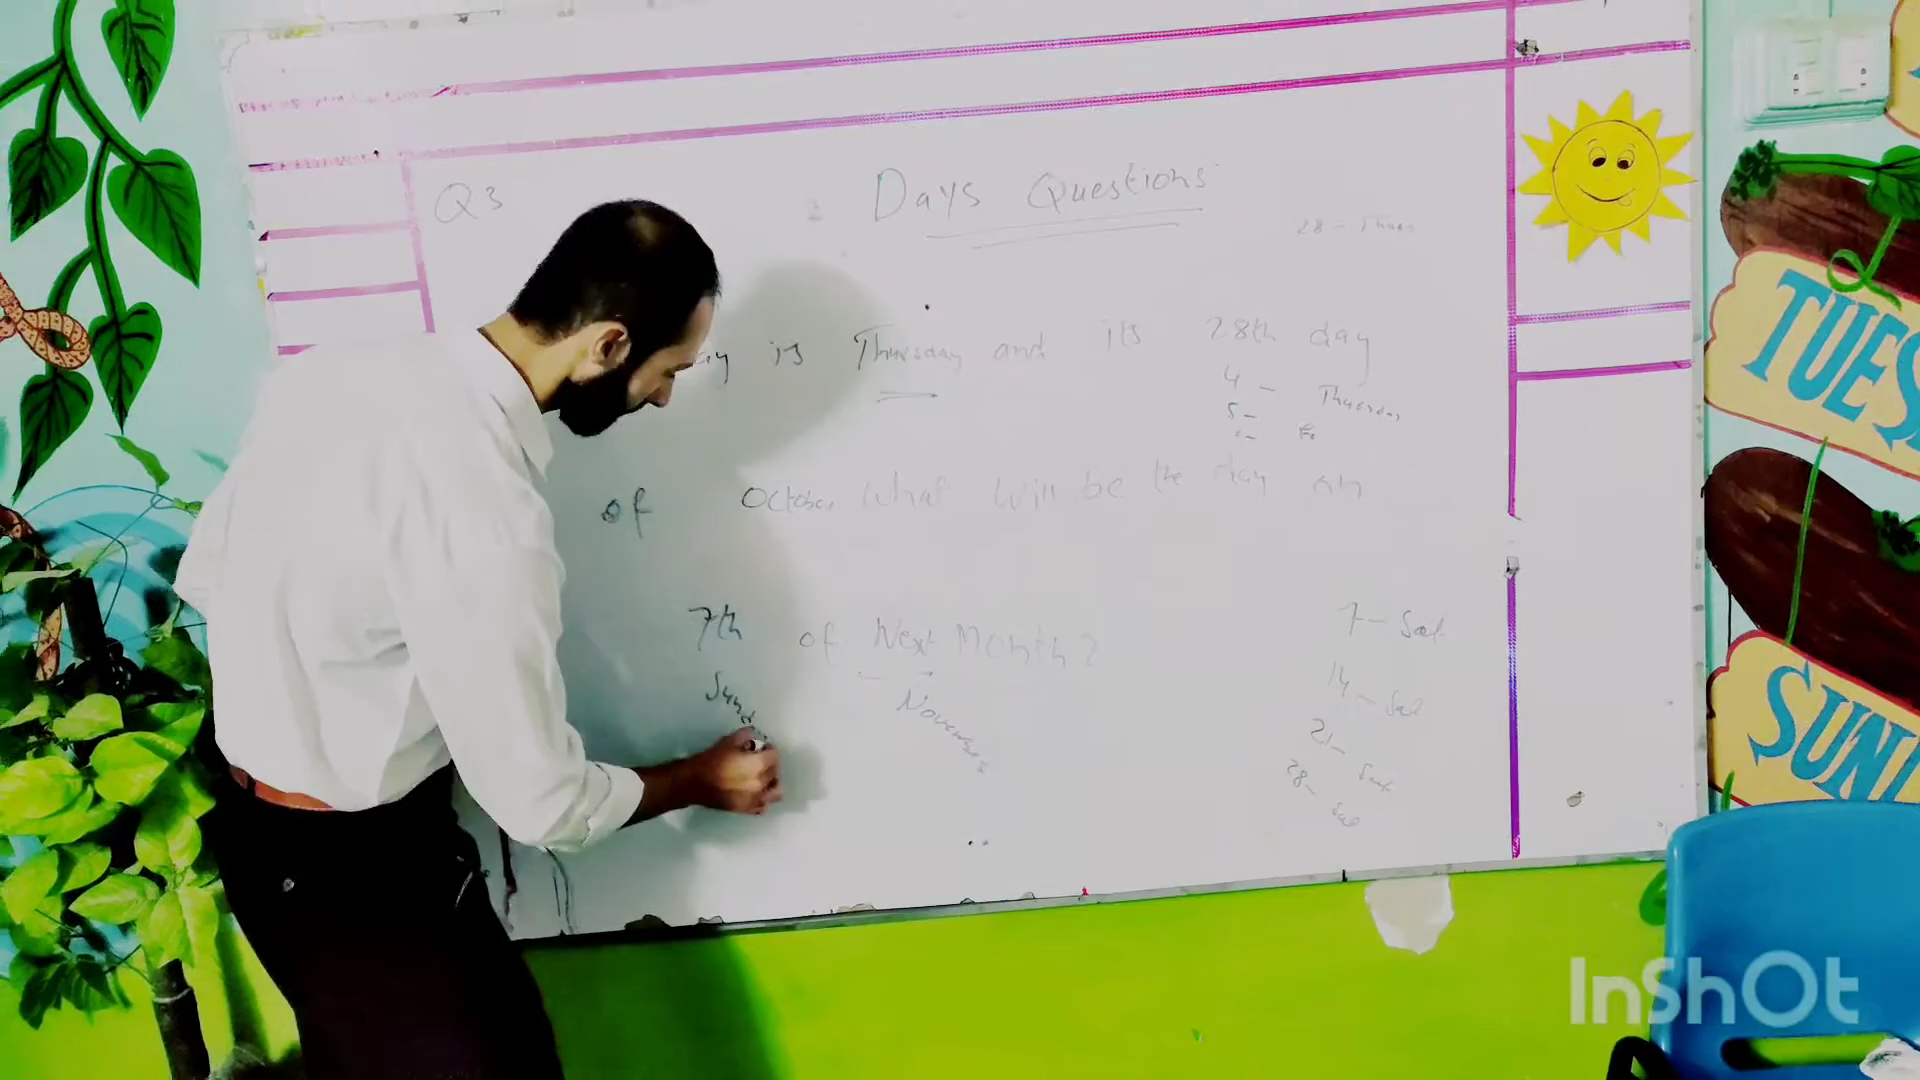 Q3
Days Questions
28 - Thurs
ay is Thursday and its 28th day
4 - Thursday
5 -
of October, What will be the day on
7th of Next Month?
November
Sund
7 - Sat
14 - Sat
21 - Sat
28 - Sat
TUES
SUN
InShOt